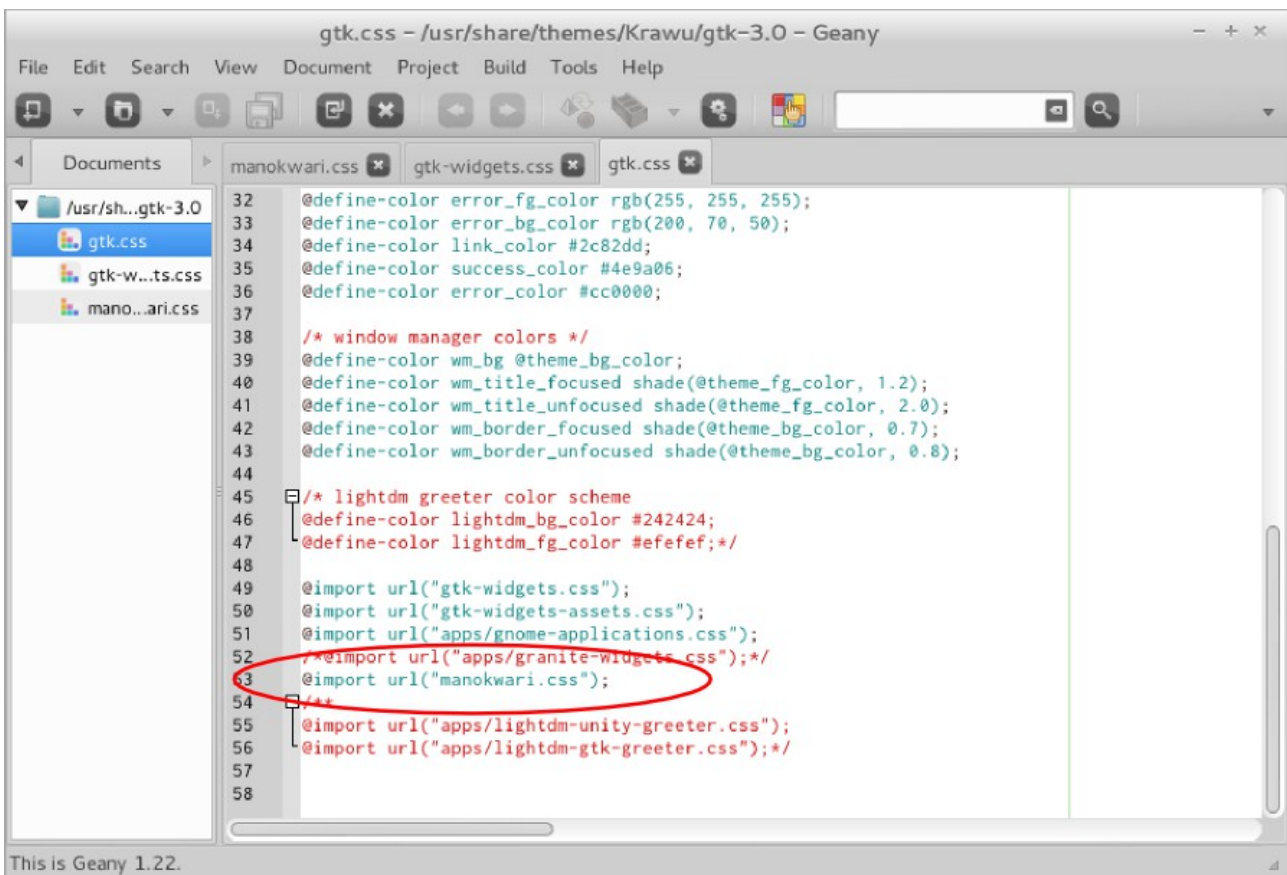 gtk.css – /usr/share/themes/Krawu/gtk-3.0 – Geany
File Edit Search View Document Project Build Tools Help
Documents
manokwari.css gtk-widgets.css gtk.css
/usr/sh...gtk-3.0
gtk.css
gtk-w...ts.css
mano...ari.css
32 @define-color error_fg_color rgb(255, 255, 255);
33 @define-color error_bg_color rgb(200, 70, 50);
34 @define-color link_color #2c82dd;
35 @define-color success_color #4e9a06;
36 @define-color error_color #cc0000;
37
38 /* window manager colors */
39 @define-color wm_bg @theme_bg_color;
40 @define-color wm_title_focused shade(@theme_fg_color, 1.2);
41 @define-color wm_title_unfocused shade(@theme_fg_color, 2.0);
42 @define-color wm_border_focused shade(@theme_bg_color, 0.7);
43 @define-color wm_border_unfocused shade(@theme_bg_color, 0.8);
44
45 /* lightdm greeter color scheme
46 @define-color lightdm_bg_color #242424;
47 @define-color lightdm_fg_color #efefef;*/
48
49 @import url("gtk-widgets.css");
50 @import url("gtk-widgets-assets.css");
51 @import url("apps/gnome-applications.css");
52 /*@import url("apps/granite-widgets.css");*/
53 @import url("manokwari.css");
54 /**
55 @import url("apps/lightdm-unity-greeter.css");
56 @import url("apps/lightdm-gtk-greeter.css");*/
57
58
This is Geany 1.22.